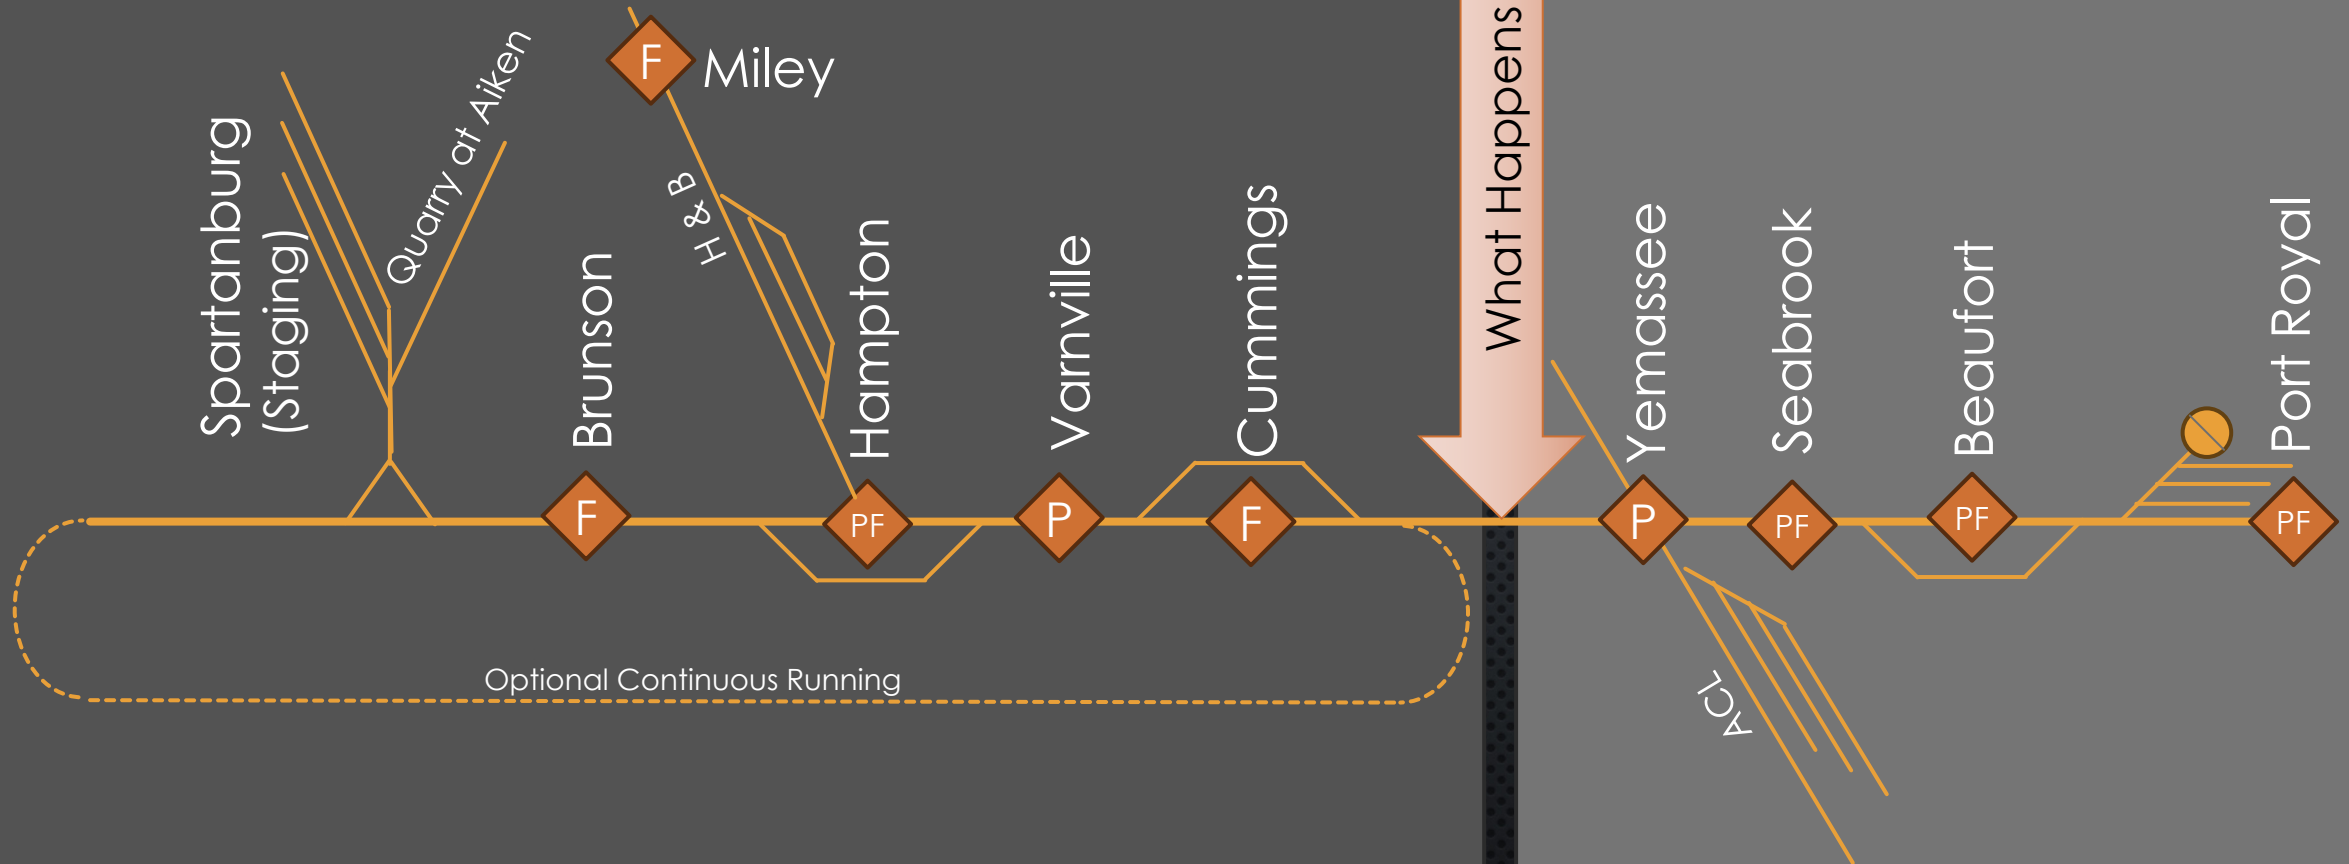 Spartanburg
(Staging)
Quarry at Aiken
Brunson
F
F
Miley
H & B
Hampton
PF
Varnville
P
Cummings
F
What Happens
Yemassee
P
Seabrook
PF
Beaufort
PF
Port Royal
PF
ACL
Optional Continuous Running